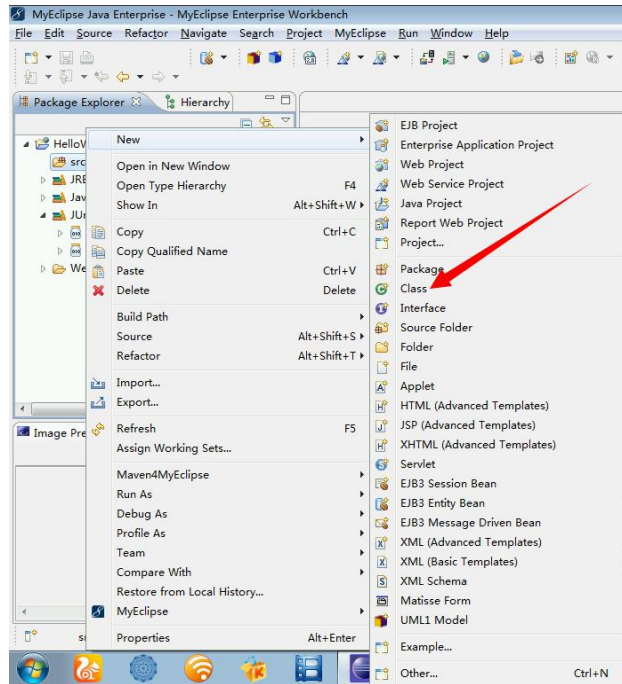 MyEclipse Java Enterprise - MyEclipse Enterprise Workbench
File Edit Source Refactor Navigate Search Project MyEclipse Run Window Help
Package Explorer Hierarchy
HelloW
src
JRE
Jav
JUn
We
Image Pre
New
Open in New Window
Open Type Hierarchy F4
Show In Alt+Shift+W
Copy Ctrl+C
Copy Qualified Name
Paste Ctrl+V
Delete Delete
Build Path
Source Alt+Shift+S
Refactor Alt+Shift+T
Import...
Export...
Refresh F5
Assign Working Sets...
Maven4MyEclipse
Run As
Debug As
Profile As
Team
Compare With
Restore from Local History...
MyEclipse
Properties Alt+Enter
EJB Project
Enterprise Application Project
Web Project
Web Service Project
Java Project
Report Web Project
Project...
Package
Class
Interface
Source Folder
Folder
File
Applet
HTML (Advanced Templates)
JSP (Advanced Templates)
XHTML (Advanced Templates)
Servlet
EJB3 Session Bean
EJB3 Entity Bean
EJB3 Message Driven Bean
XML (Advanced Templates)
XML (Basic Templates)
XML Schema
Matisse Form
UML1 Model
Example...
Other... Ctrl+N